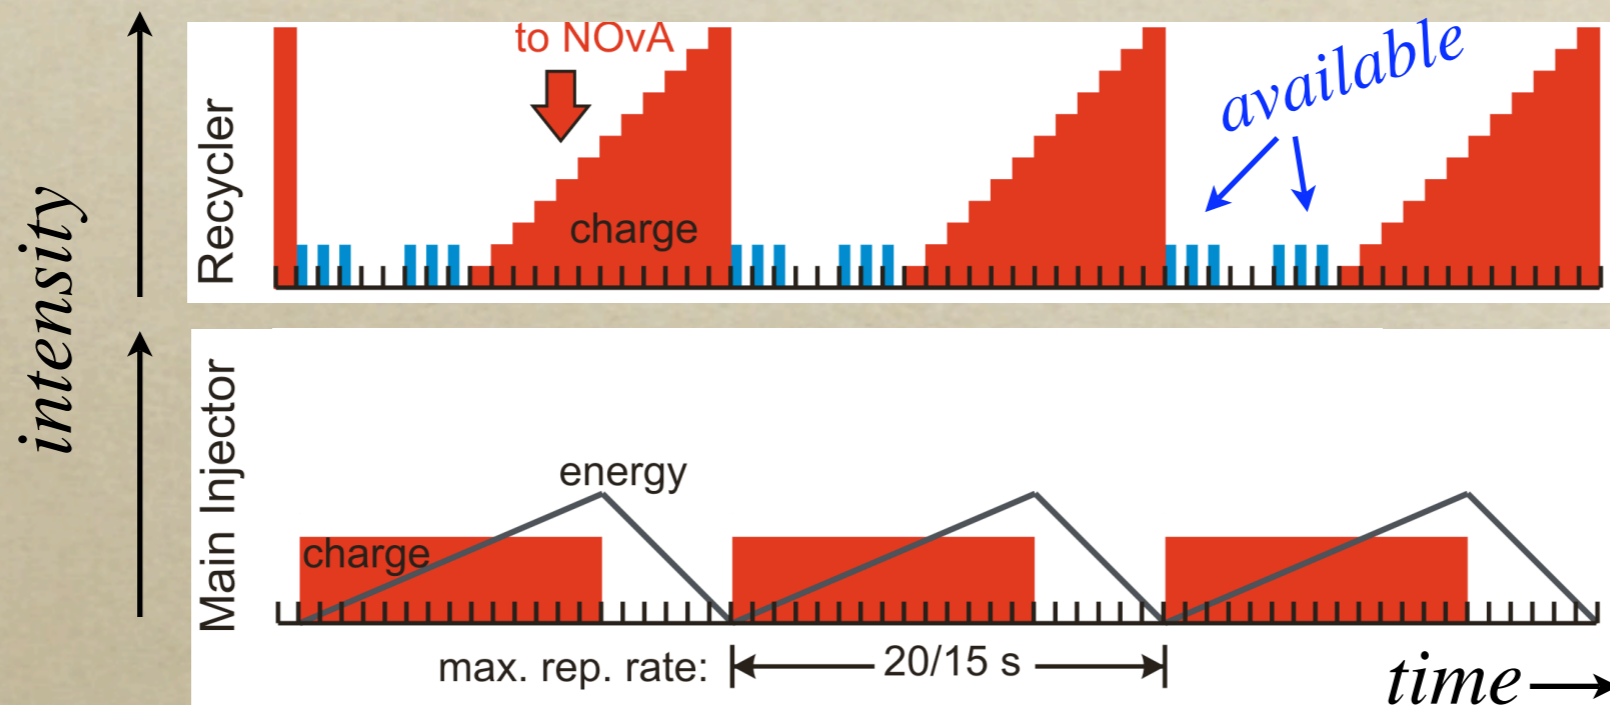 intensity
Recycler
to NOvA
charge
available
Main Injector
energy
charge
max. rep. rate:
20/15 s
time